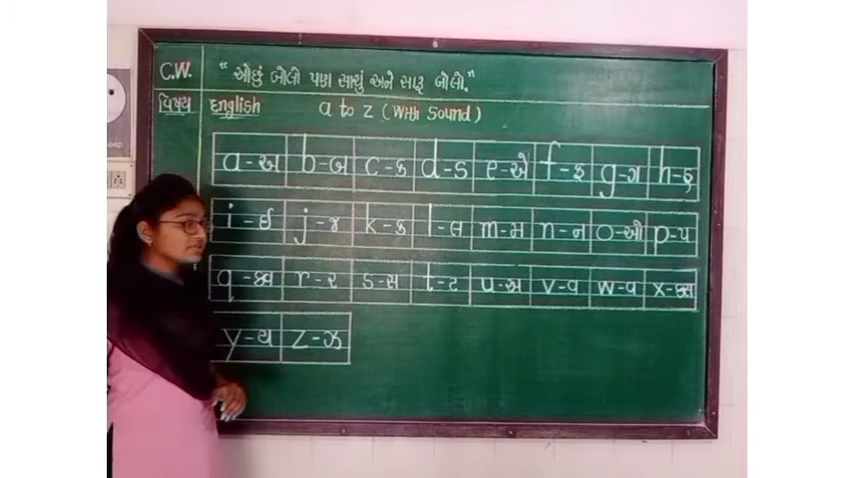 C.W. "ઓછું બોલો પણ સાચું અને સારૂ બોલો."
વિષય English a to z (With Sound)
a-અ b-બ c-ક d-ડ e-એ f-ફ g-ગ h-હ
i-ઈ j-જ k-ક l-લ m-મ n-ન o-ઓ p-પ
q-ક્વ r-ર s-સ t-ટ u-અ v-વ w-વ x-ક્સ
y-ય z-ઝ